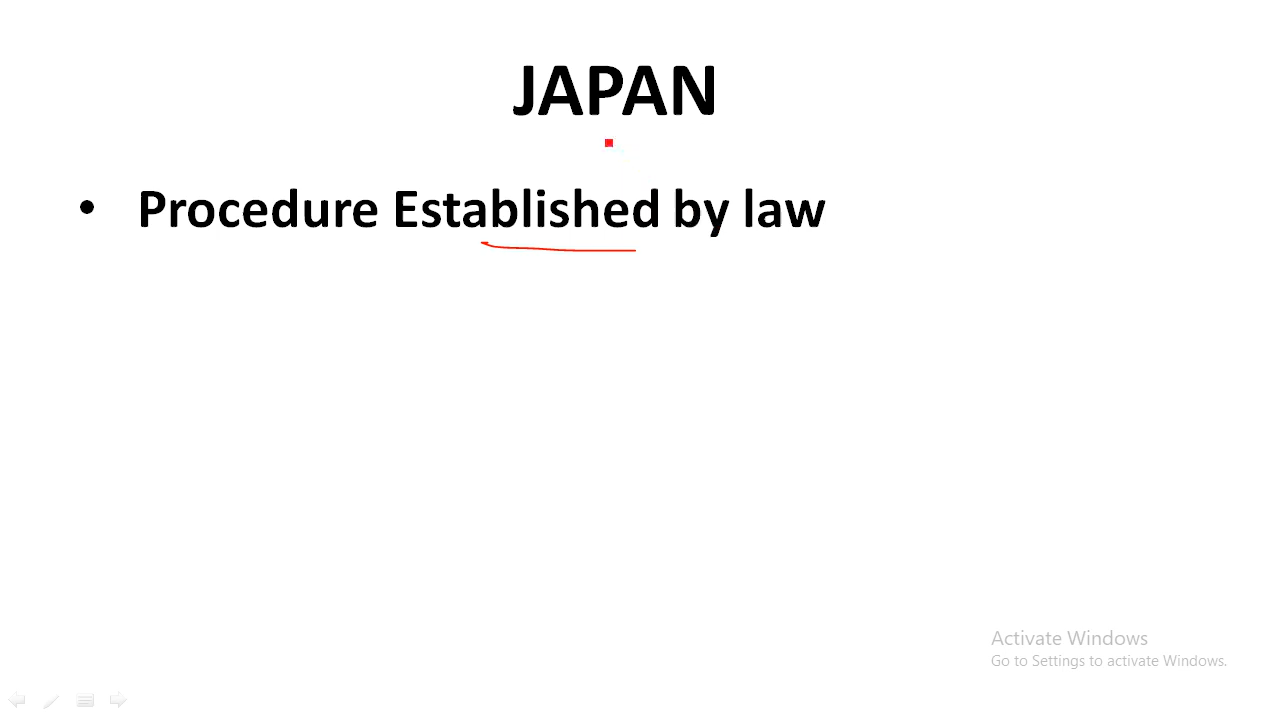 JAPAN
• Procedure Established by law
Activate Windows
Go to Settings to activate Windows.